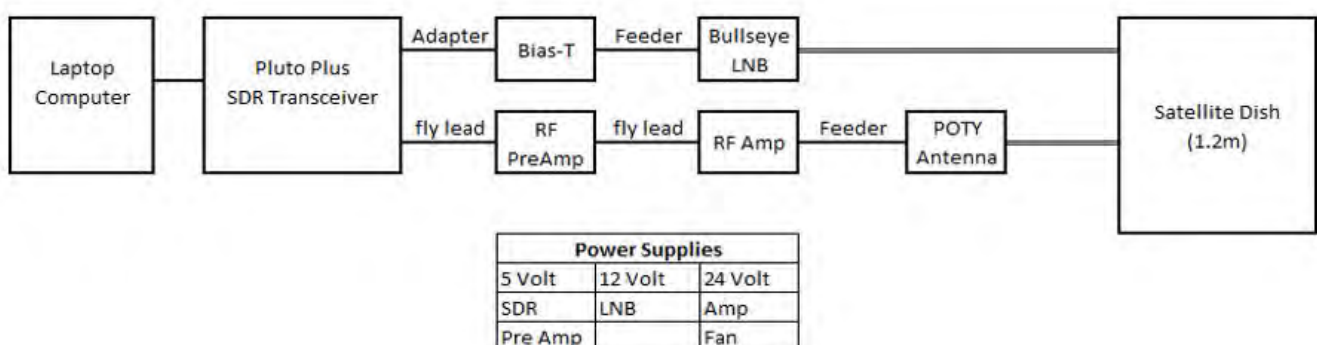 Laptop
Computer
Pluto Plus
SDR Transceiver
Adapter
Bias-T
Feeder
Bullseye
LNB
fly lead
RF
PreAmp
fly lead
RF Amp
Feeder
POTY
Antenna
Satellite Dish
(1.2m)
Power Supplies
5 Volt 12 Volt 24 Volt
SDR LNB Amp
Pre Amp Fan